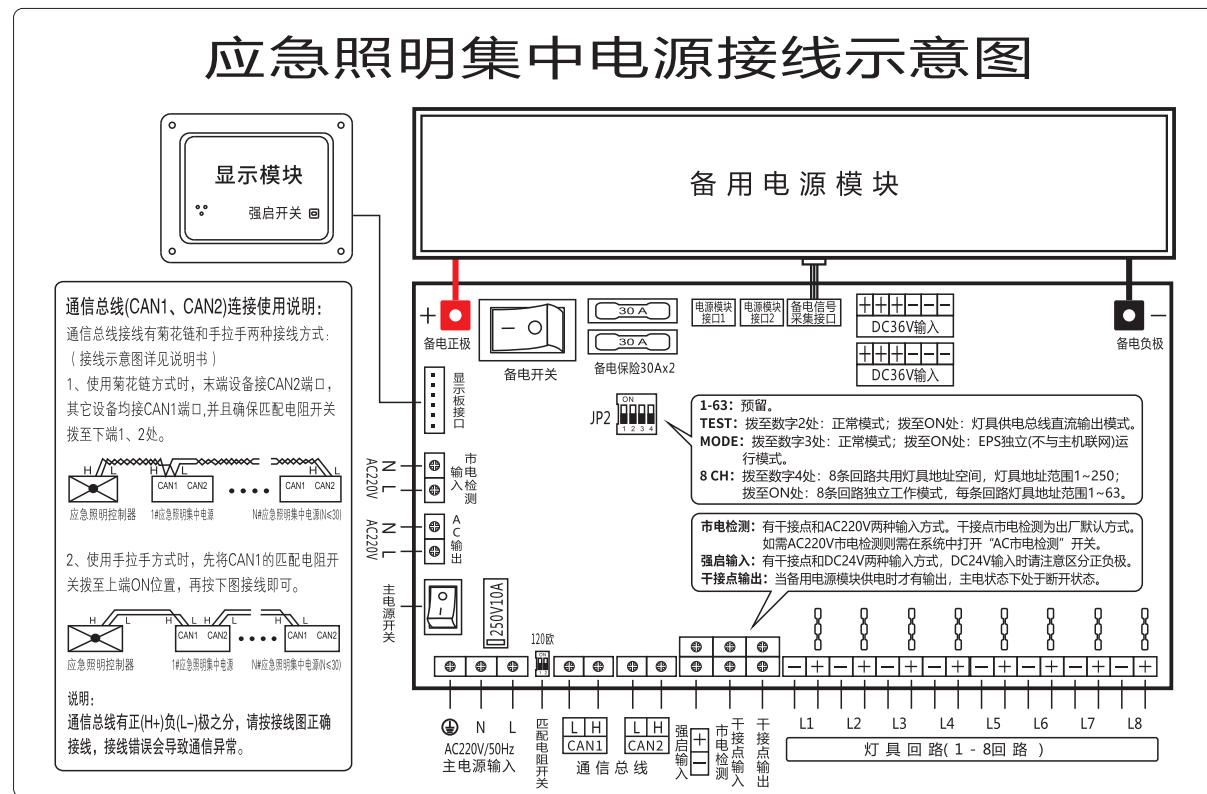 应急照明集中电源接线示意图
显示模块
强启开关
备用电源模块
通信总线(CAN1、CAN2)连接使用说明:
通信总线接线有菊花链和手拉手两种接线方式:
(接线示意图详见说明书)
1、使用菊花链方式时，末端设备接CAN2端口，
其它设备均接CAN1端口,并且确保匹配电阻开关
拨至下端1、2处。
H L H L
CAN1 CAN2 CAN1 CAN2
应急照明控制器 1#应急照明集中电源 N#应急照明集中电源(N≤30)
2、使用手拉手方式时，先将CAN1的匹配电阻开
关拨至上端ON位置，再按下图接线即可。
H L H L H L H L
CAN1 CAN2 CAN1 CAN2
应急照明控制器 1#应急照明集中电源 N#应急照明集中电源(N≤30)
说明:
通信总线有正(H+)负(L-)极之分，请按接线图正确
接线，接线错误会导致通信异常。
+
备电正极
备电开关
30 A
30 A
备电保险30Ax2
电源模块
接口1
电源模块
接口2
备电信号
采集接口
+++---
DC36V输入
+++---
DC36V输入
−
备电负极
显示板接口
JP2
ON
1 2 3 4
1-63：预留。
TEST：拨至数字2处：正常模式；拨至ON处：灯具供电总线直流输出模式。
MODE：拨至数字3处：正常模式；拨至ON处：EPS独立(不与主机联网)运
行模式。
8 CH：拨至数字4处：8条回路共用灯具地址空间，灯具地址范围1~250；
拨至ON处：8条回路独立工作模式，每条回路灯具地址范围1~63。
AC220V
N
L
市电检测
输入
AC220V
N
L
AC输出
市电检测：有干接点和AC220V两种输入方式。干接点市电检测为出厂默认方式。
如需AC220V市电检测则需在系统中打开“AC市电检测”开关。
强启输入：有干接点和DC24V两种输入方式，DC24V输入时请注意区分正负极。
干接点输出：当备用电源模块供电时才有输出，主电状态下处于断开状态。
主电源开关
250V10A
120欧
ON
1 2
− + − + − + − + − + − + − + − +
N L
AC220V/50Hz
主电源输入
匹配电阻开关
L H
CAN1
L H
CAN2
通信总线
强启输入
+
−
市电检测
干接点输入
干接点输出
L1 L2 L3 L4 L5 L6 L7 L8
灯具回路(1-8回路)